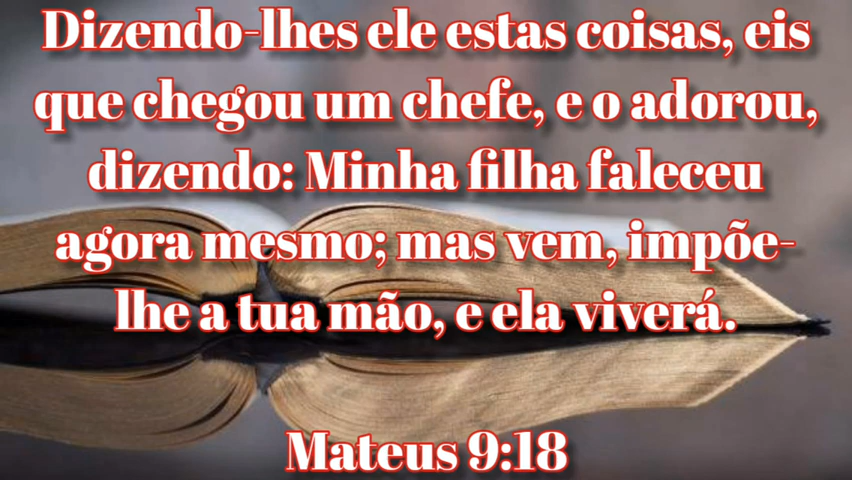 Dizendo-lhes ele estas coisas, eis
que chegou um chefe, e o adorou,
dizendo: Minha filha faleceu
agora mesmo; mas vem, impõe-
lhe a tua mão, e ela viverá.
Mateus 9:18